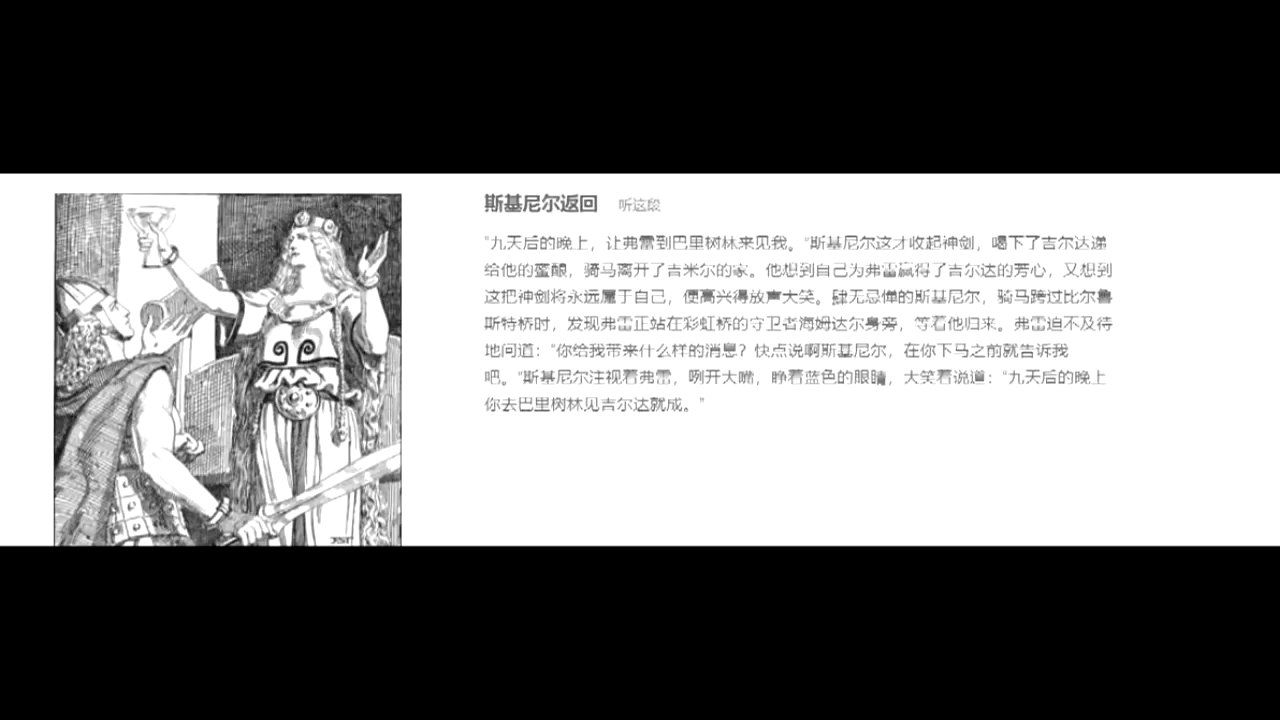 斯基尼尔返回 听这段
"九天后的晚上，让弗雷到巴里树林来见我。"斯基尼尔这才收起神剑，喝下了吉尔达递
给他的蜜酿，骑马离开了吉米尔的家。他想到自己为弗雷赢得了吉尔达的芳心，又想到
这把神剑将永远属于自己，便高兴得放声大笑。肆无忌惮的斯基尼尔，骑马跨过比尔鲁
斯特桥时，发现弗雷正站在彩虹桥的守卫者海姆达尔身旁，等着他归来。弗雷迫不及待
地问道："你给我带来什么样的消息？快点说啊斯基尼尔，在你下马之前就告诉我
吧。"斯基尼尔注视着弗雷，咧开大嘴，睁着蓝色的眼睛，大笑着说道："九天后的晚上
你去巴里树林见吉尔达就成。"